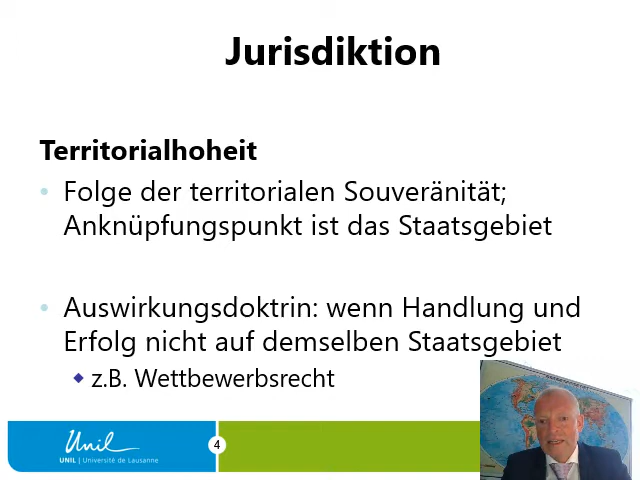 Jurisdiktion
Territorialhoheit
• Folge der territorialen Souveränität;
Anknüpfungspunkt ist das Staatsgebiet
• Auswirkungsdoktrin: wenn Handlung und
Erfolg nicht auf demselben Staatsgebiet
◆ z.B. Wettbewerbsrecht
Unil
UNIL | Université de Lausanne
4